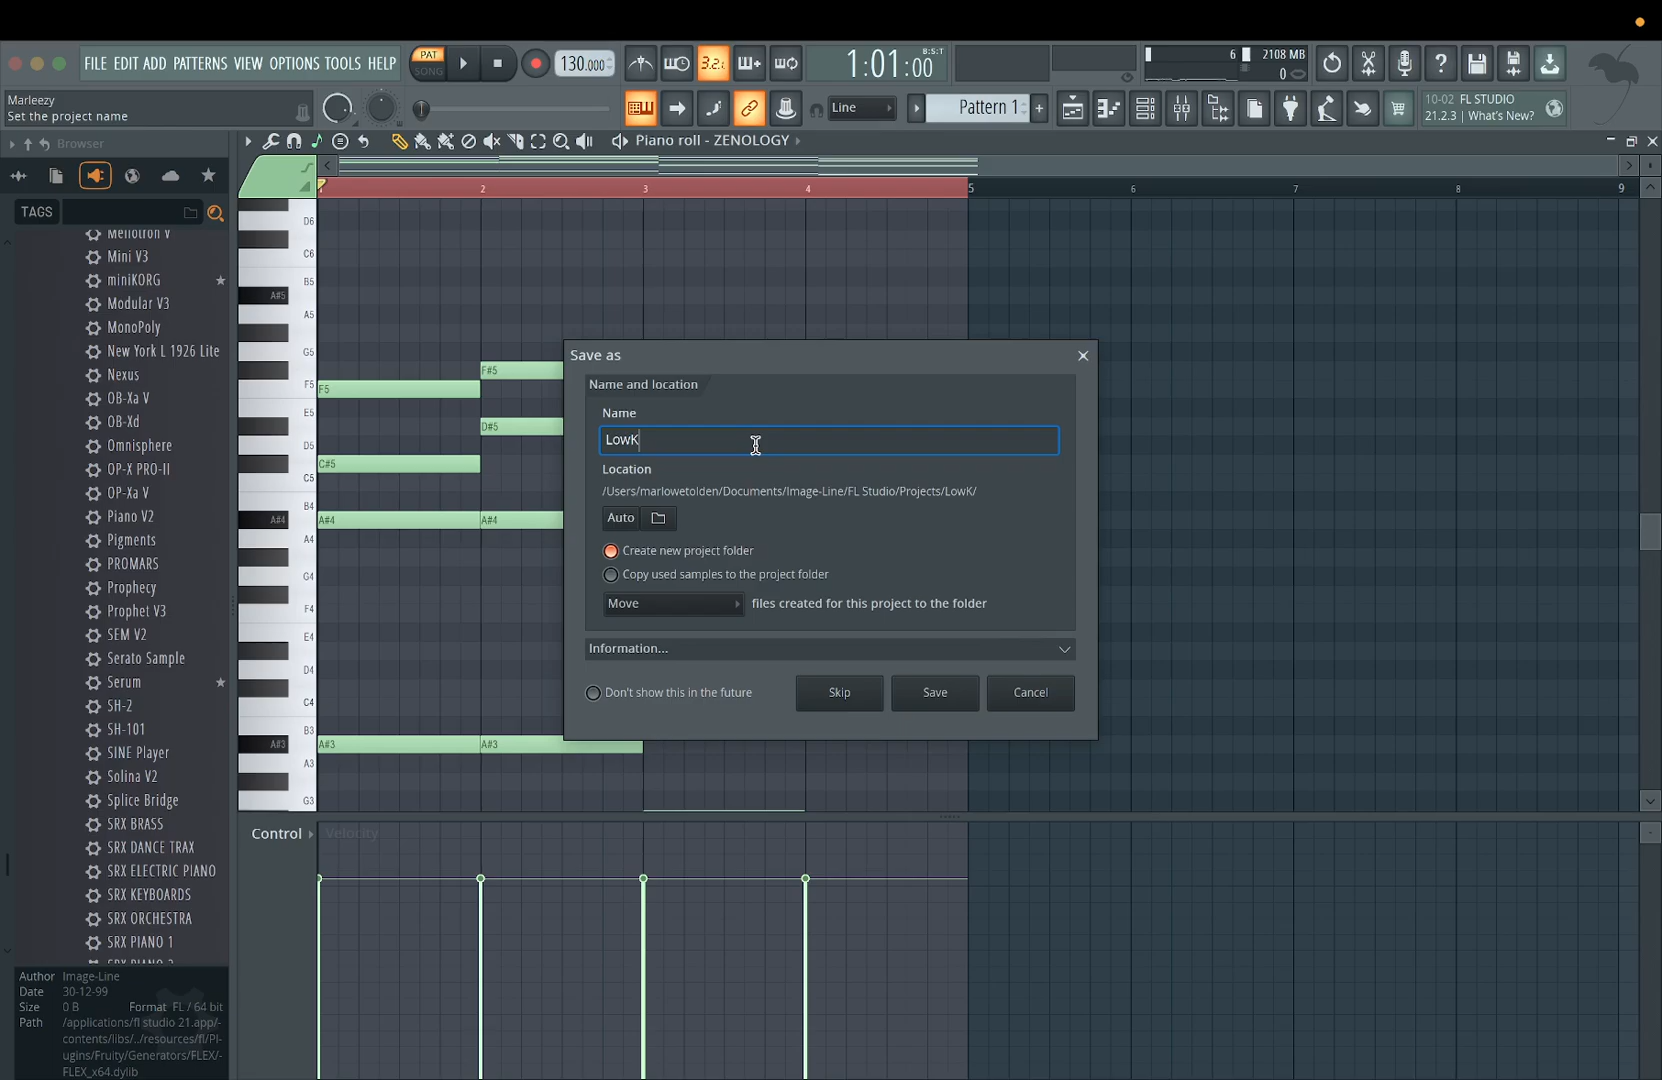 FILE EDIT ADD PATTERNS VIEW OPTIONS TOOLS HELP
PAT
SONG
130.000
3.2.
1:01:00
B:S:T
6
2108 MB
0
Marleezy
Set the project name
Line
Pattern 1
+
10-02 FL STUDIO
21.2.3 | What's New?
Browser
Piano roll - ZENOLOGY
TAGS
2 3 4 5 6 7 8 9
Mellotron V
Mini V3
miniKORG
Modular V3
MonoPoly
New York L 1926 Lite
Nexus
OB-Xa V
OB-Xd
Omnisphere
OP-X PRO-II
OP-Xa V
Piano V2
Pigments
PROMARS
Prophecy
Prophet V3
SEM V2
Serato Sample
Serum
SH-2
SH-101
SINE Player
Solina V2
Splice Bridge
SRX BRASS
SRX DANCE TRAX
SRX ELECTRIC PIANO
SRX KEYBOARDS
SRX ORCHESTRA
SRX PIANO 1
Author Image-Line
Date 30-12-99
Size 0 B Format FL / 64 bit
Path /applications/fl studio 21.app/-
contents/libs/../resources/fl/Pl-
ugins/Fruity/Generators/FLEX/-
FLEX_x64.dylib
D6
C6
B5
A#5
A5
G5
F5
E5
D5
C5
B4
A#4
A4
G4
F4
E4
D4
C4
B3
A#3
A3
G3
F5
F#5
D#5
C#5
A#4 A#4
A#3 A#3
Save as
Name and location
Name
LowK
Location
/Users/marlowetolden/Documents/Image-Line/FL Studio/Projects/LowK/
Auto
Create new project folder
Copy used samples to the project folder
Move files created for this project to the folder
Information...
Don't show this in the future
Skip
Save
Cancel
Control
Velocity